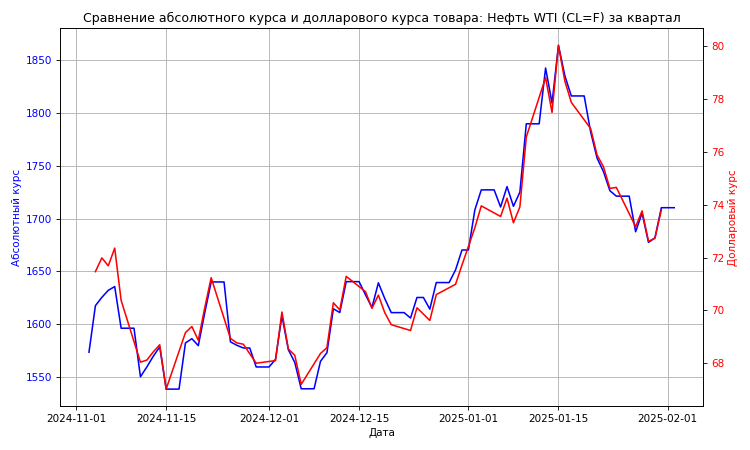 Сравнение абсолютного курса и долларового курса товара: Нефть WTI (CL=F) за квартал
Абсолютный курс
1850
1800
1750
1700
1650
1600
1550
80
78
76
74
72
70
68
Долларовый курс
2024-11-01 2024-11-15 2024-12-01 2024-12-15 2025-01-01 2025-01-15 2025-02-01
Дата